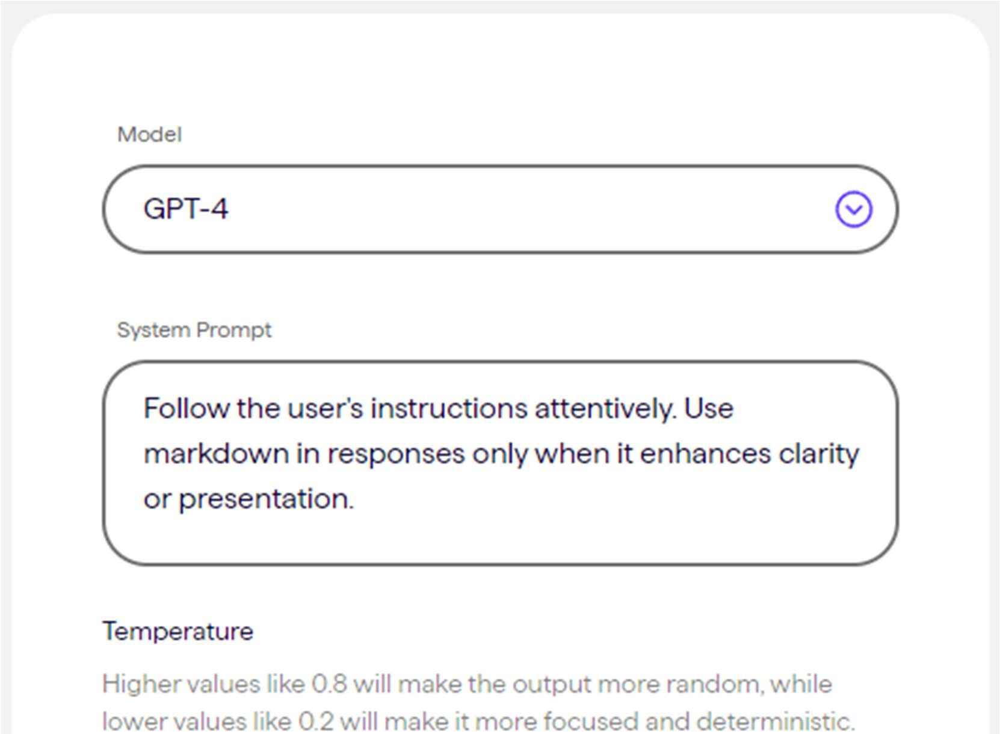 Model
GPT-4
System Prompt
Follow the user's instructions attentively. Use
markdown in responses only when it enhances clarity
or presentation.
Temperature
Higher values like 0.8 will make the output more random, while
lower values like 0.2 will make it more focused and deterministic.